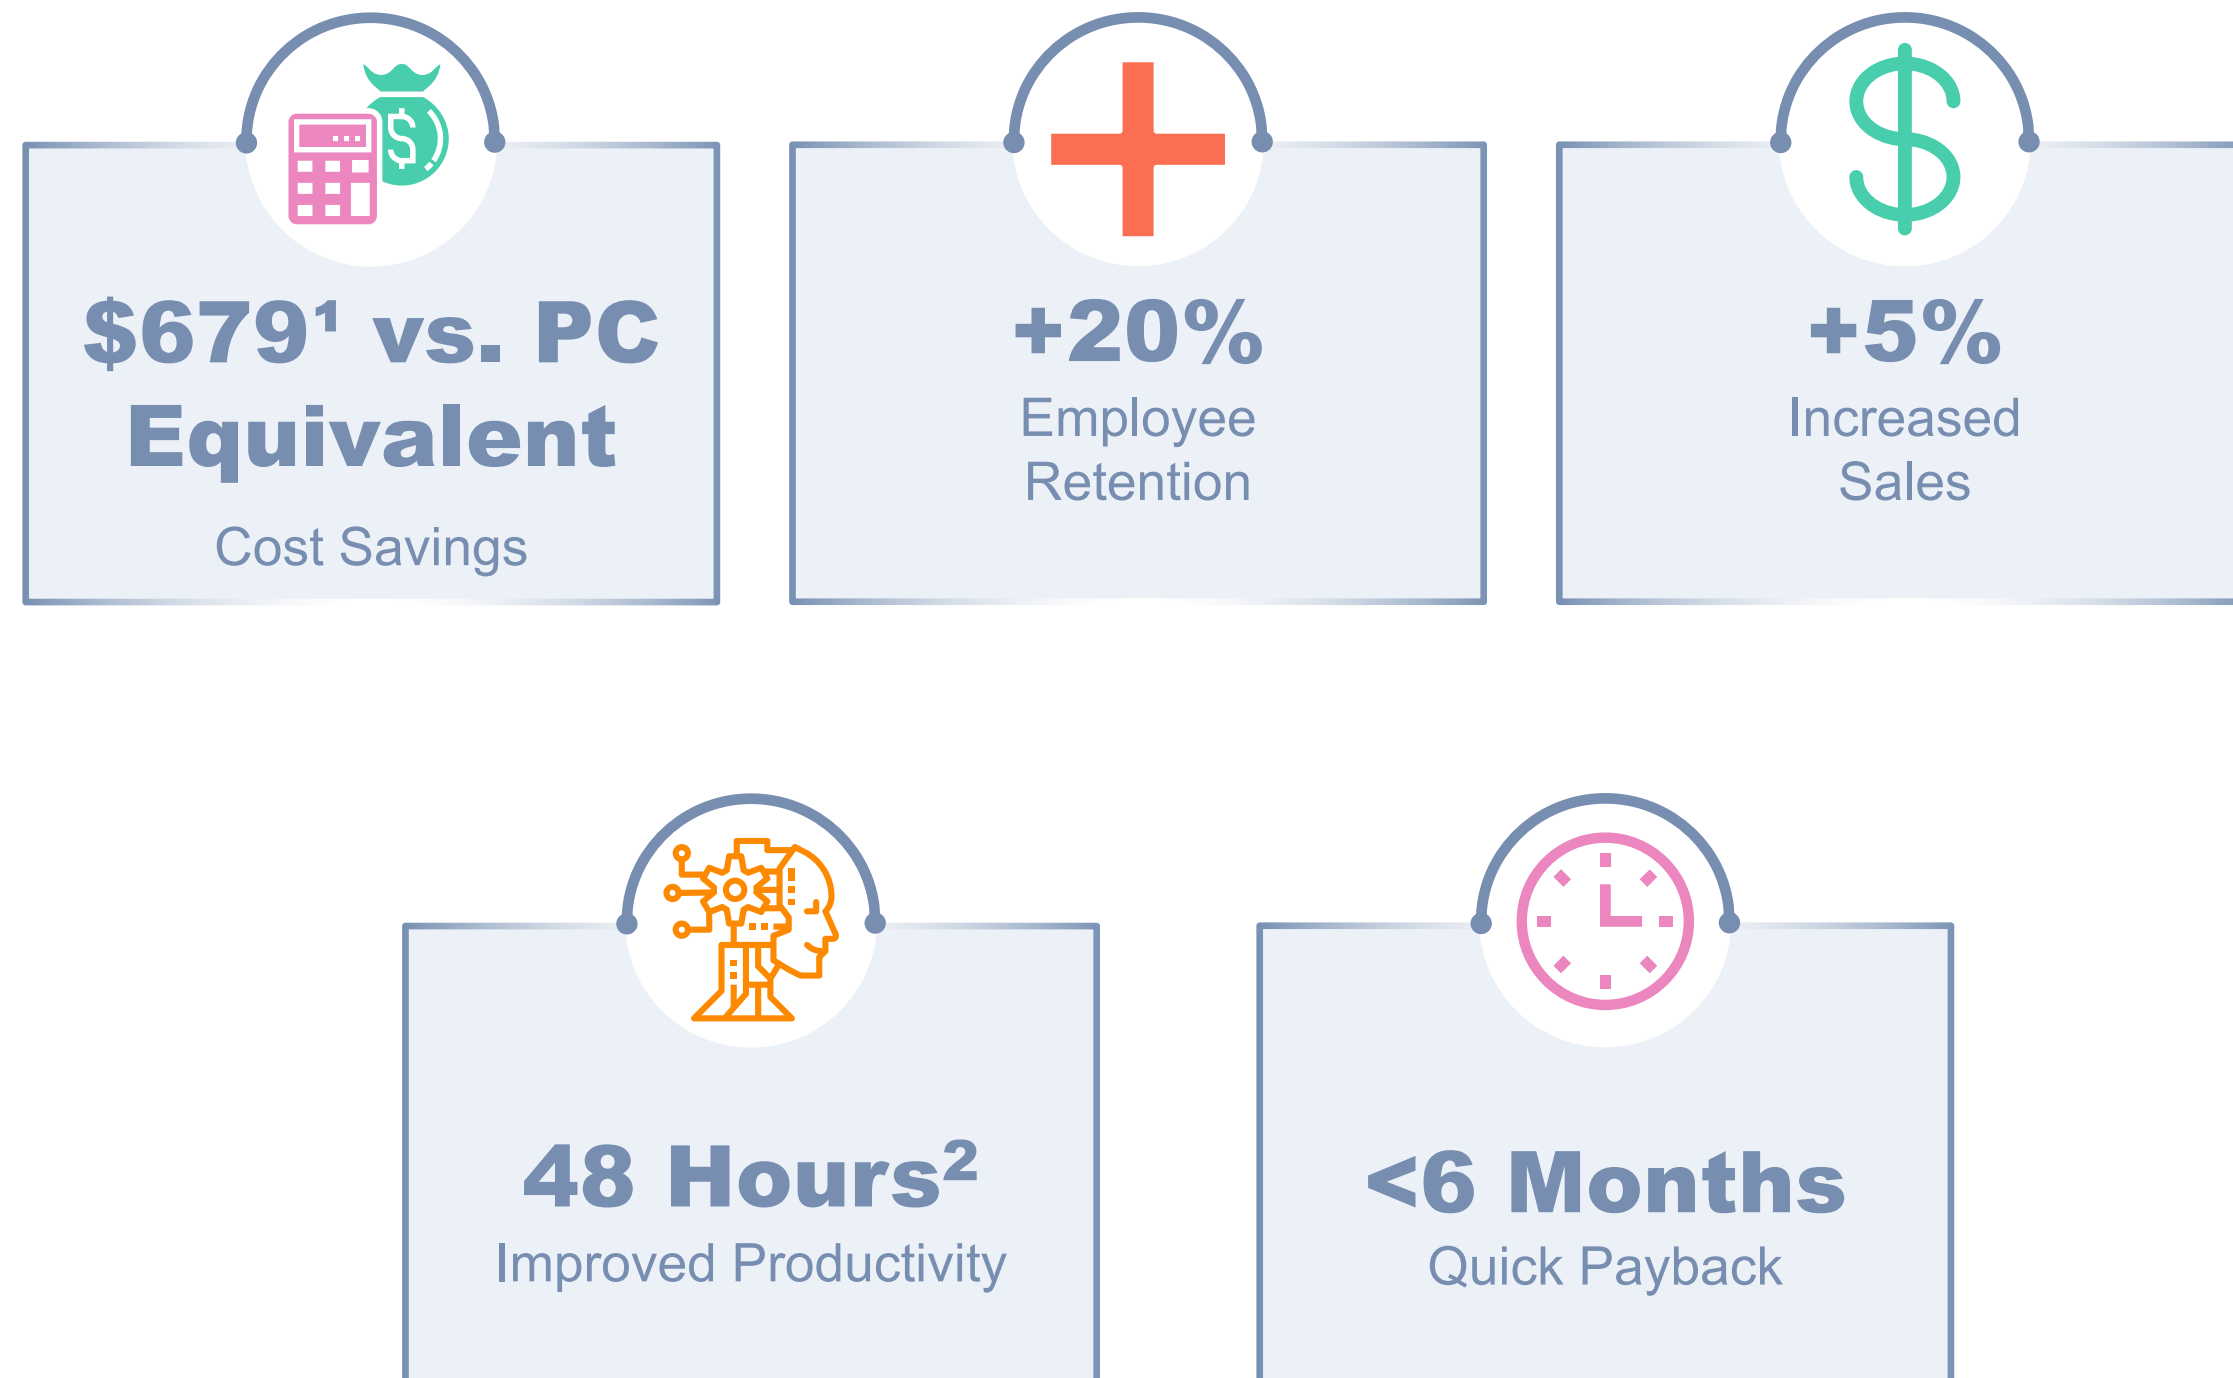 $679¹ vs. PC
Equivalent
Cost Savings
+20%
Employee
Retention
+5%
Increased
Sales
48 Hours²
Improved Productivity
<6 Months
Quick Payback